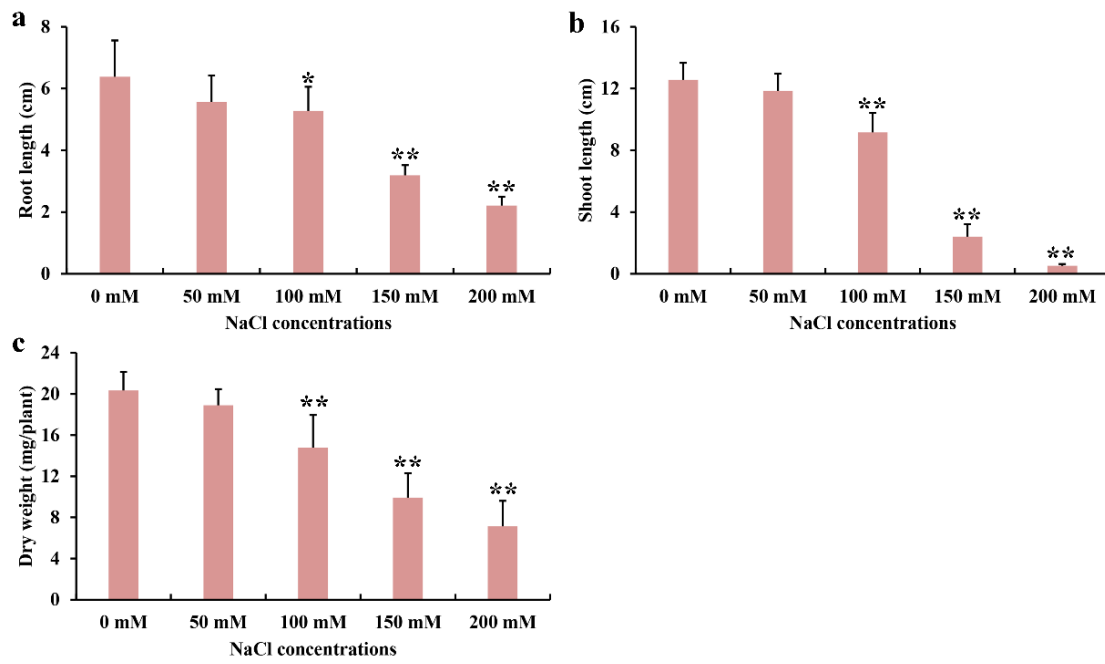 a
Root length (cm)
8
6
4
2
0
*
**
**
0 mM 50 mM 100 mM 150 mM 200 mM
NaCl concentrations
b
Shoot length (cm)
16
12
8
4
0
**
**
**
0 mM 50 mM 100 mM 150 mM 200 mM
NaCl concentrations
c
Dry weight (mg/plant)
24
20
16
12
8
4
0
**
**
**
0 mM 50 mM 100 mM 150 mM 200 mM
NaCl concentrations